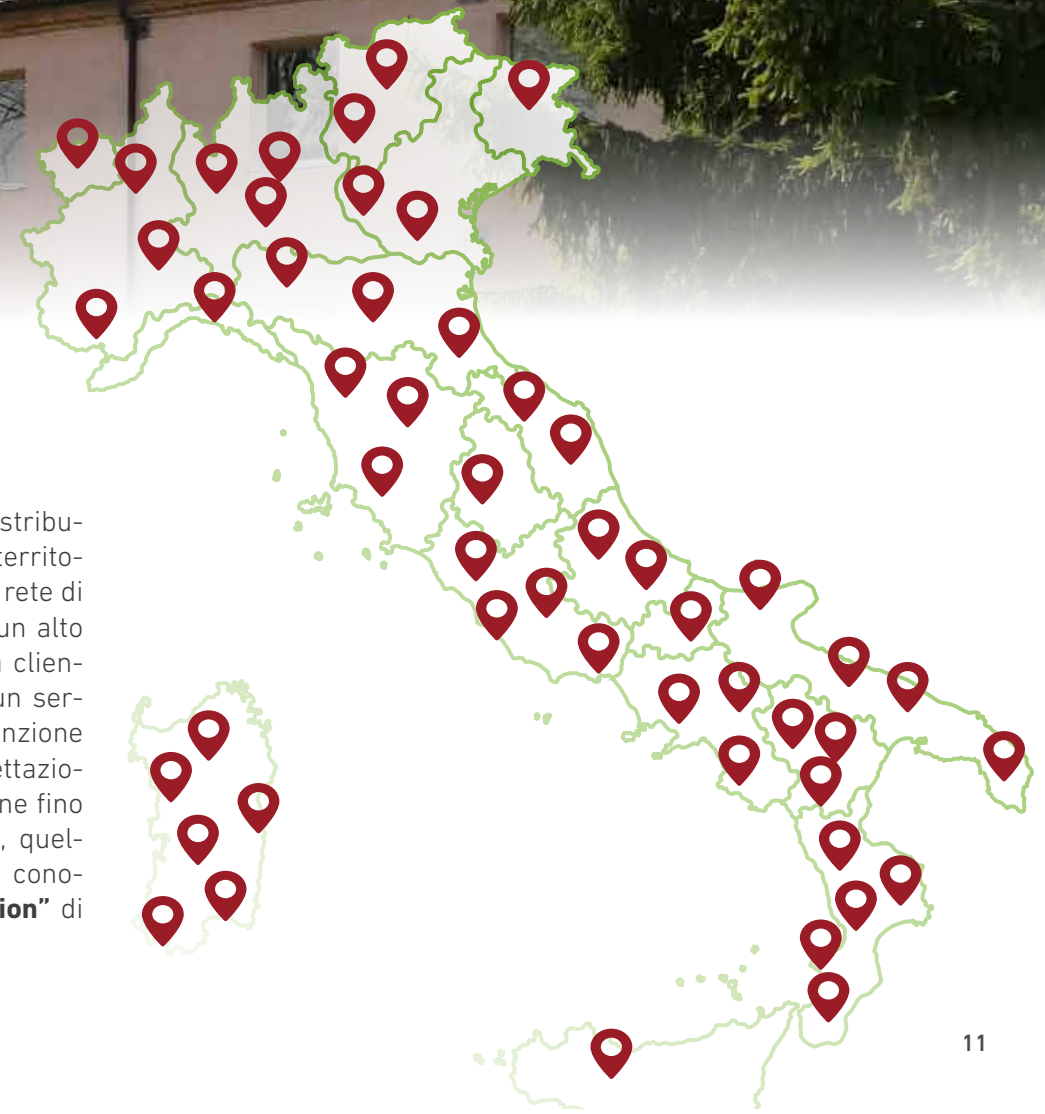 stribu-
territo-
rete di
un alto
clien-
un ser-
nzione
ettazio-
ne fino
, quel-
cono-
ion” di
11